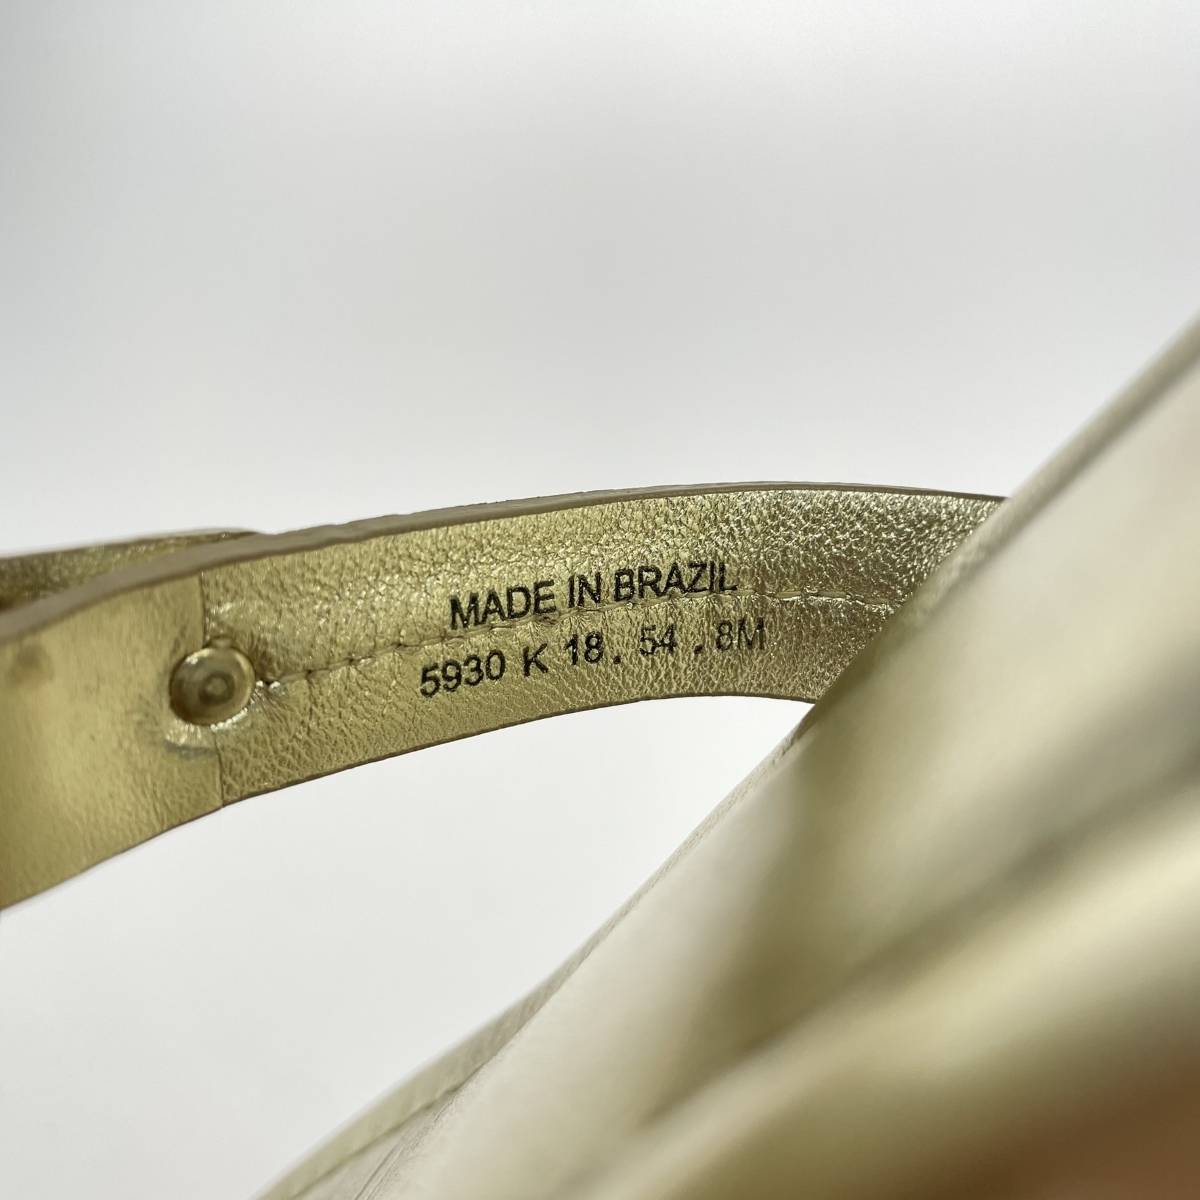 MADE IN BRAZIL
5930 K 18 . 54 . 8M